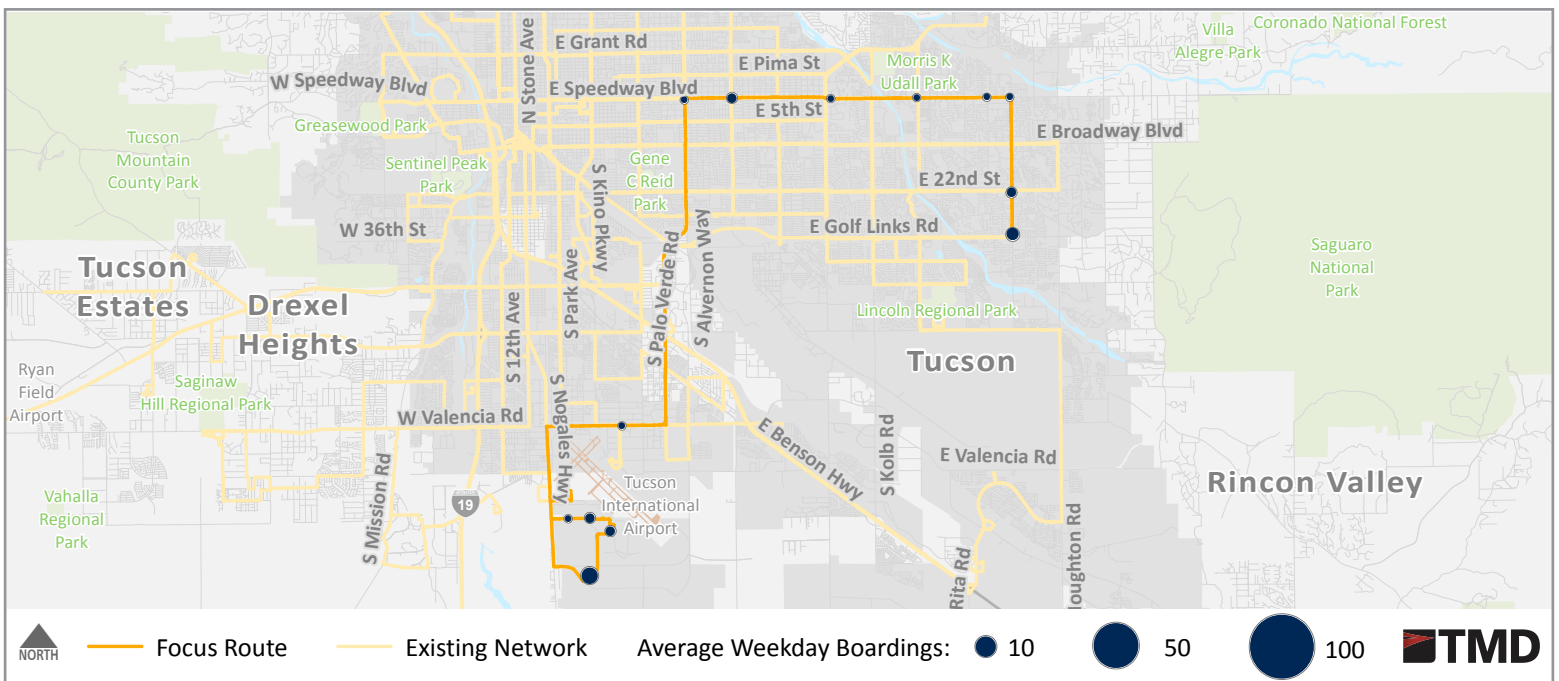 Coronado National Forest
Villa
Alegre Park
N Stone Ave
E Grant Rd
E Pima St
Morris K
Udall Park
W Speedway Blvd
E Speedway Blvd
E 5th St
Greasewood Park
E Broadway Blvd
Tucson
Mountain
County Park
Sentinel Peak
Park
Gene
C Reid
Park
S Kino Pkwy
E 22nd St
W 36th St
E Golf Links Rd
S Alvernon Way
Saguaro
National
Park
Tucson
Estates
Drexel
Heights
S 12th Ave
S Park Ave
S Palo Verde Rd
Lincoln Regional Park
Tucson
Ryan
Field
Airport
Saginaw
Hill Regional Park
W Valencia Rd
S Nogales Hwy
E Benson Hwy
S Kolb Rd
E Valencia Rd
Rincon Valley
S Mission Rd
19
Tucson
International
Airport
Vahalla
Regional
Park
Rita Rd
Houghton Rd
NORTH
Focus Route
Existing Network
Average Weekday Boardings:
10
50
100
TMD